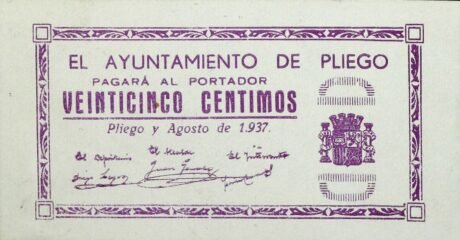 EL AYUNTAMIENTO DE PLIEGO
PAGARÁ AL PORTADOR
VEINTICINCO CENTIMOS
Pliego y Agosto de 1.937.
El Depositario El Alcalde El Interventor